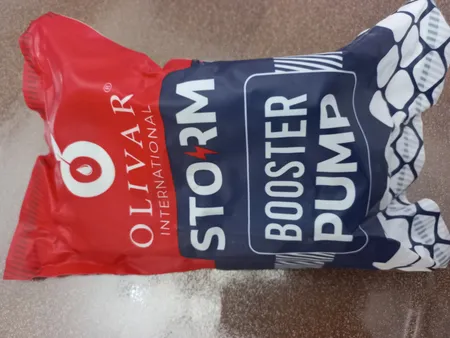 OLIVAR®
INTERNATIONAL
STORM
BOOSTER
PUMP